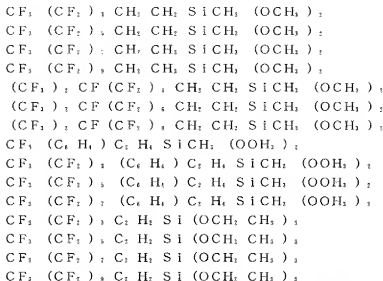 CF₃ (CF₂)₃ CH₂ CH₂ SiCH₃ (OCH₃)₂
CF₃ (CF₂)₅ CH₂ CH₂ SiCH₃ (OCH₃)₂
CF₃ (CF₂)₇ CH₂ CH₂ SiCH₃ (OCH₃)₂
CF₃ (CF₂)₉ CH₂ CH₂ SiCH₃ (OCH₃)₂
(CF₃)₂ CF (CF₂)₄ CH₂ CH₂ SiCH₃ (OCH₃)₂
(CF₃)₂ CF (CF₂)₆ CH₂ CH₂ SiCH₃ (OCH₃)₂
(CF₃)₂ CF (CF₂)₈ CH₂ CH₂ SiCH₃ (OCH₃)₂
CF₃ (C₆ H₄) C₂ H₄ SiCH₃ (OOH₃)₂
CF₃ (CF₂)₃ (C₆ H₄) C₂ H₄ SiCH₃ (OOH₃)₂
CF₃ (CF₂)₅ (C₆ H₄) C₂ H₄ SiCH₃ (OOH₃)₂
CF₃ (CF₂)₇ (C₆ H₄) C₂ H₄ SiCH₃ (OOH₃)₂
CF₃ (CF₂)₃ C₂ H₂ Si (OCH₂ CH₃)₃
CF₃ (CF₂)₅ C₂ H₂ Si (OCH₂ CH₃)₃
CF₃ (CF₂)₇ C₂ H₂ Si (OCH₂ CH₃)₃
CF₃ (CF₂)₉ C₂ H₂ Si (OCH₂ CH₃)₃